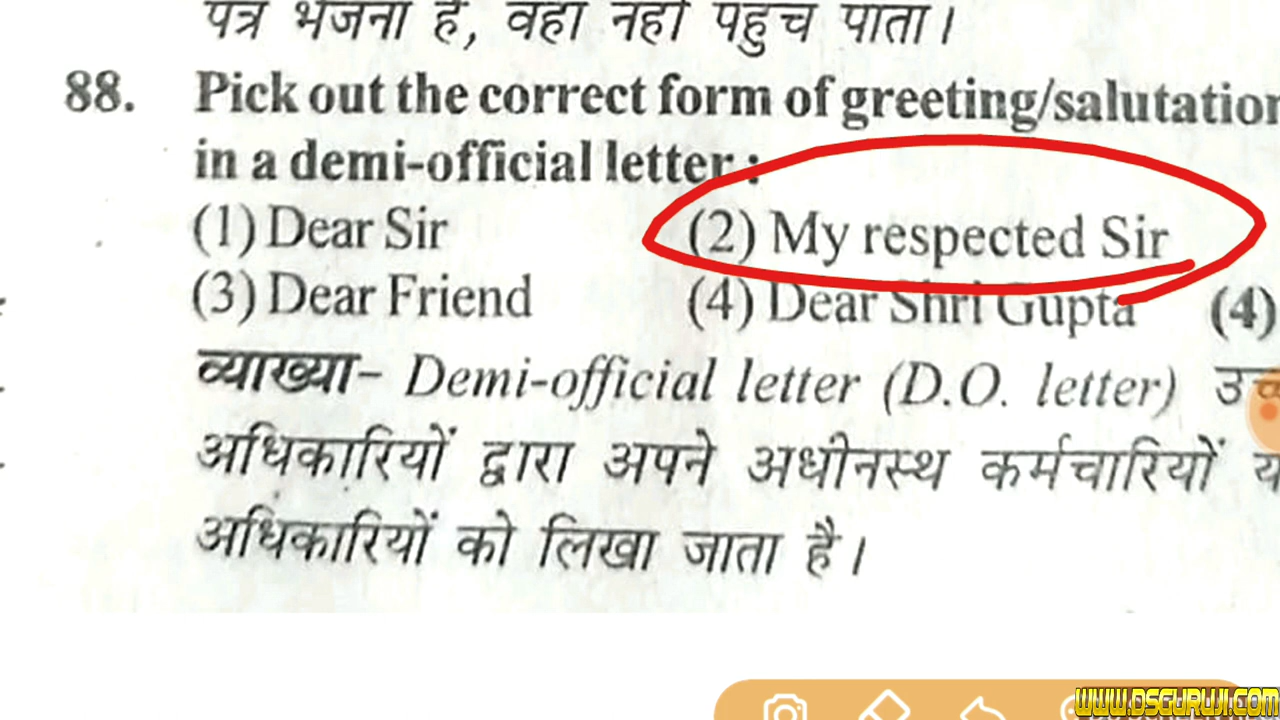 पत्र भेजना है, वहाँ नहीं पहुँच पाता।
88. Pick out the correct form of greeting/salutation
in a demi-official letter :
(1) Dear Sir (2) My respected Sir
(3) Dear Friend (4) Dear Shri Gupta (4)
व्याख्या– Demi-official letter (D.O. letter)
अधिकारियों द्वारा अपने अधीनस्थ कर्मचारियों
अधिकारियों को लिखा जाता है।
WWW.DSGURUJI.COM